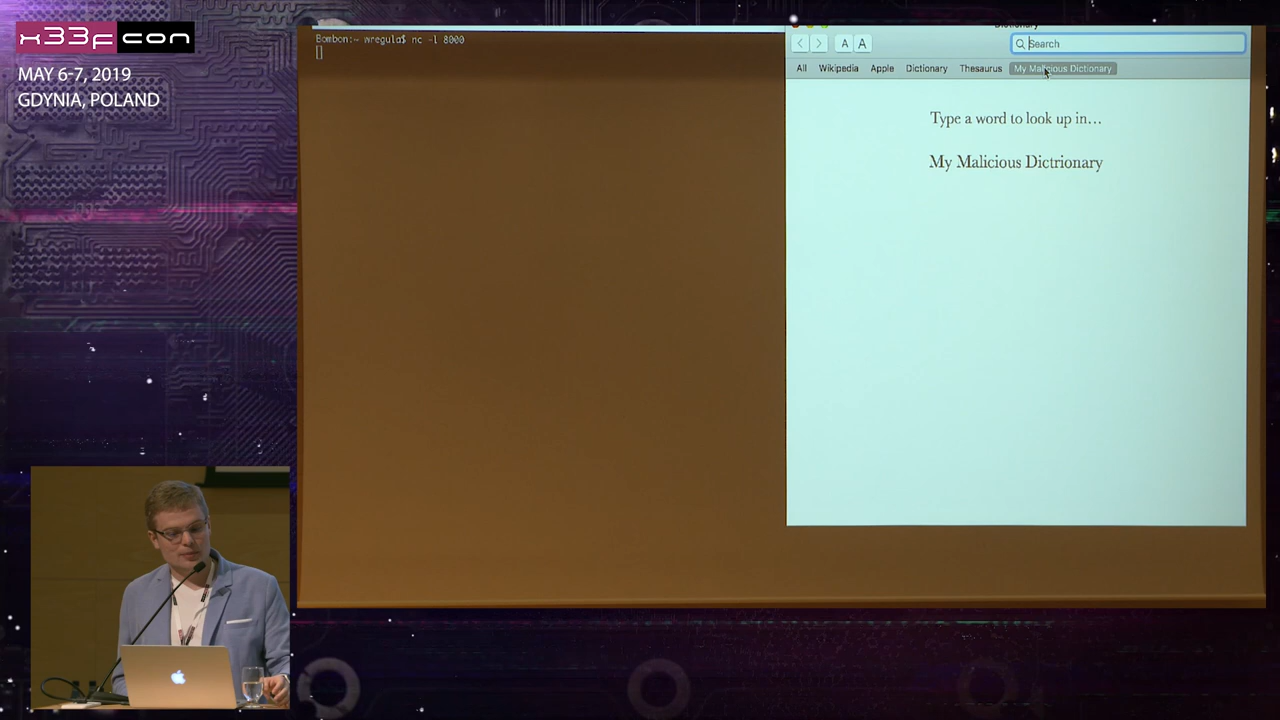 x33fcon
MAY 6-7, 2019
GDYNIA, POLAND
Bombon:~ wregula$ nc -l 8000
Dictionary
A A
Search
All Wikipedia Apple Dictionary Thesaurus My Malicious Dictionary
Type a word to look up in...
My Malicious Dictrionary